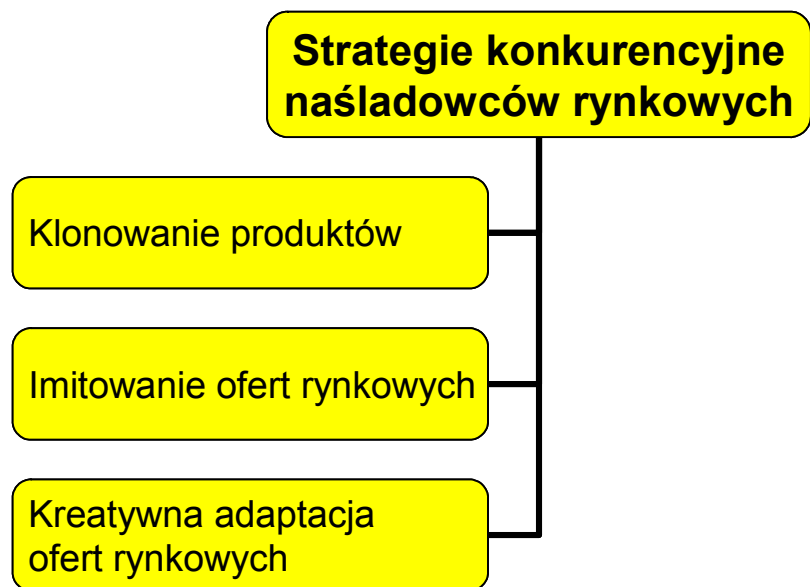 Strategie konkurencyjne
naśladowców rynkowych
Klonowanie produktów
Imitowanie ofert rynkowych
Kreatywna adaptacja
ofert rynkowych